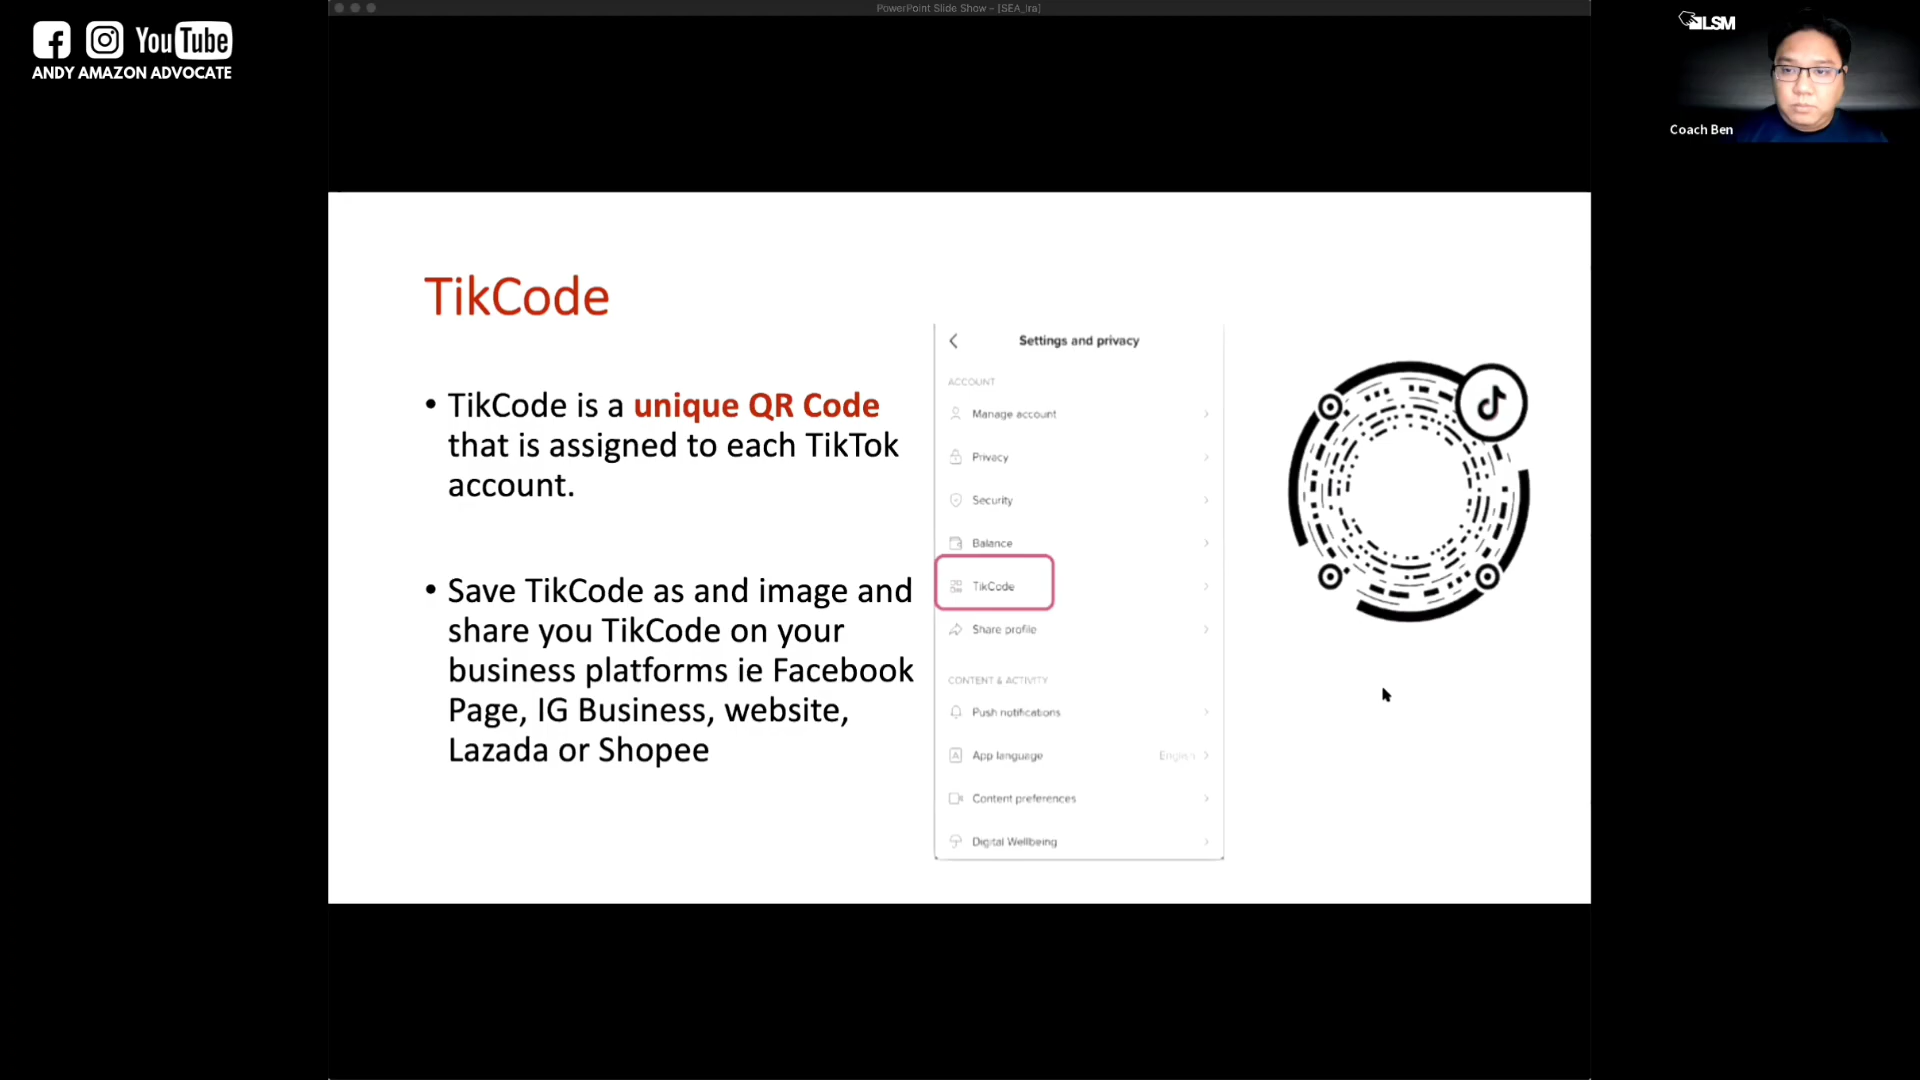 PowerPoint Slide Show - [SEA_Ira]
YouTube
ANDY AMAZON ADVOCATE
LSM
Coach Ben
TikCode
• TikCode is a unique QR Code
that is assigned to each TikTok
account.
• Save TikCode as and image and
share you TikCode on your
business platforms ie Facebook
Page, IG Business, website,
Lazada or Shopee
Settings and privacy
ACCOUNT
Manage account
Privacy
Security
Balance
TikCode
Share profile
CONTENT & ACTIVITY
Push notifications
App language English
Content preferences
Digital Wellbeing